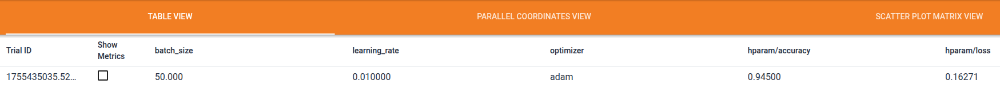 TABLE VIEW PARALLEL COORDINATES VIEW SCATTER PLOT MATRIX VIEW
Trial ID Show Metrics batch_size learning_rate optimizer hparam/accuracy hparam/loss
1755435035.52... 50.000 0.010000 adam 0.94500 0.16271